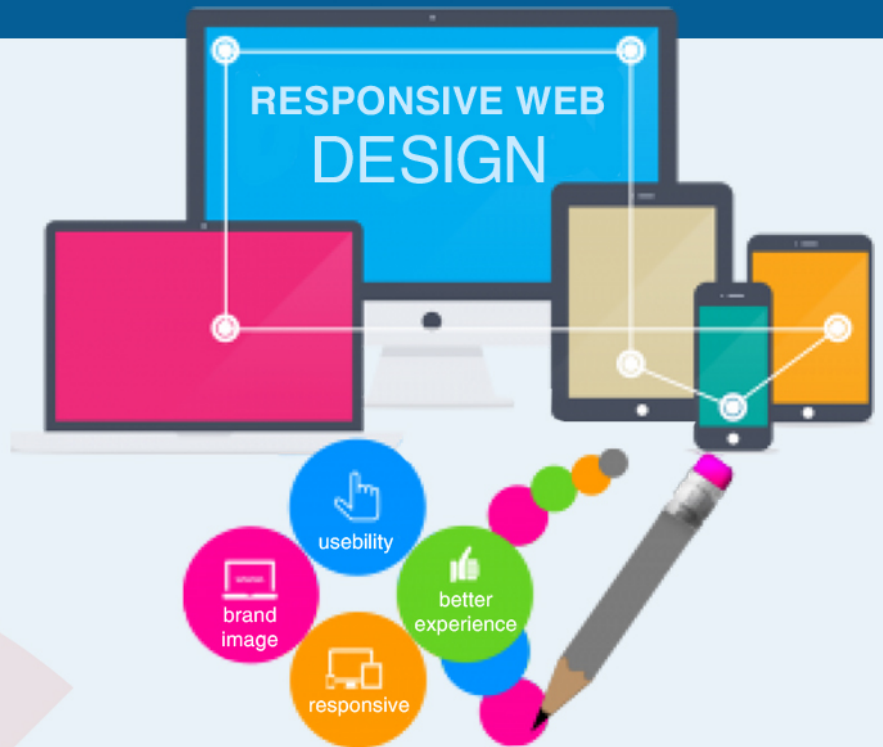 RESPONSIVE WEB
DESIGN
usebility
brand
image
better
experience
responsive